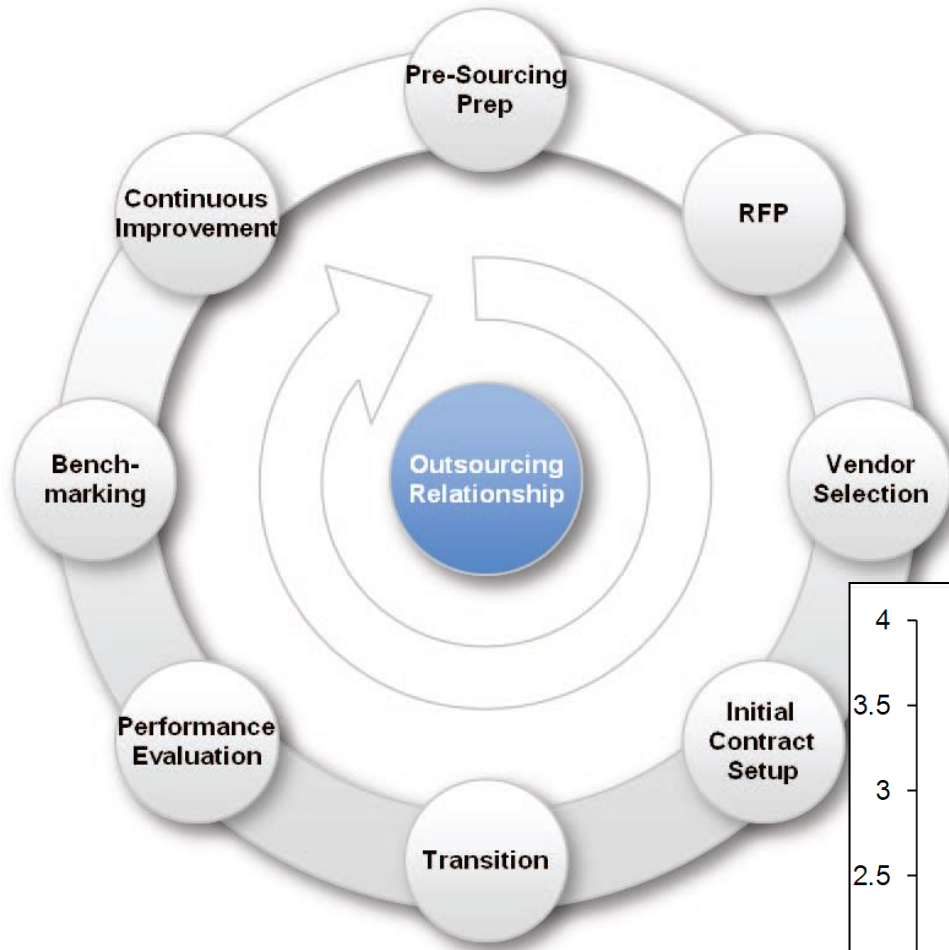 Pre-Sourcing
Prep
RFP
Vendor
Selection
Initial
Contract
Setup
Transition
Performance
Evaluation
Bench-
marking
Continuous
Improvement
Outsourcing
Relationship
4
3.5
3
2.5